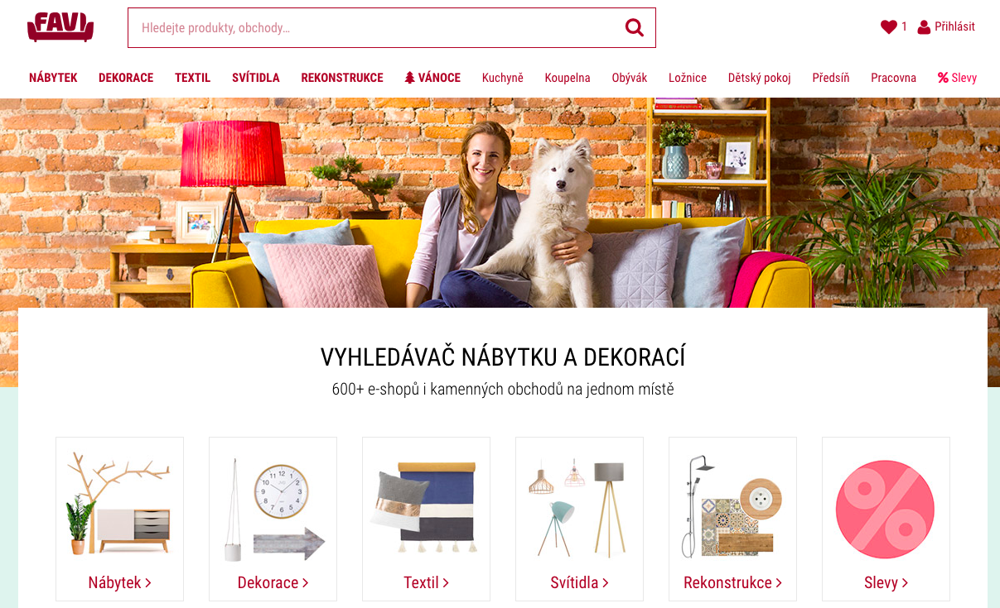 FAVI
Hledejte produkty, obchody...
1 Přihlásit
NÁBYTEK DEKORACE TEXTIL SVÍTIDLA REKONSTRUKCE VÁNOCE Kuchyně Koupelna Obývák Ložnice Dětský pokoj Předsíň Pracovna % Slevy
VYHLEDÁVAČ NÁBYTKU A DEKORACÍ
600+ e-shopů i kamenných obchodů na jednom místě
Nábytek >
Dekorace >
Textil >
Svítidla >
Rekonstrukce >
%
Slevy >